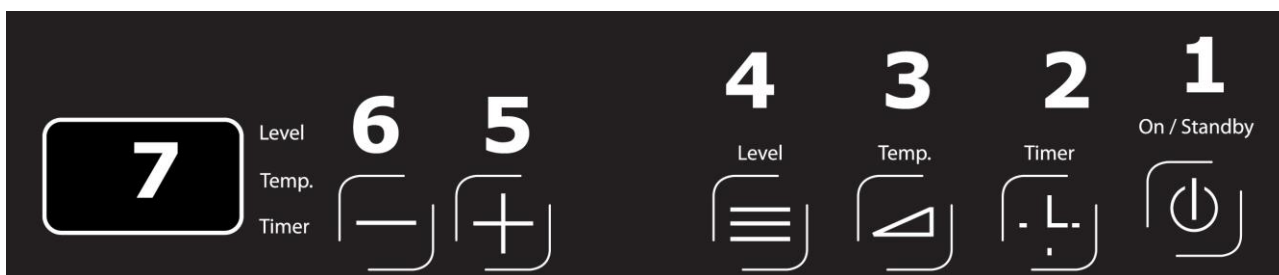 1
4 3 2
On / Standby
Level 6 5
7
Level Temp. Timer
Temp.
Timer